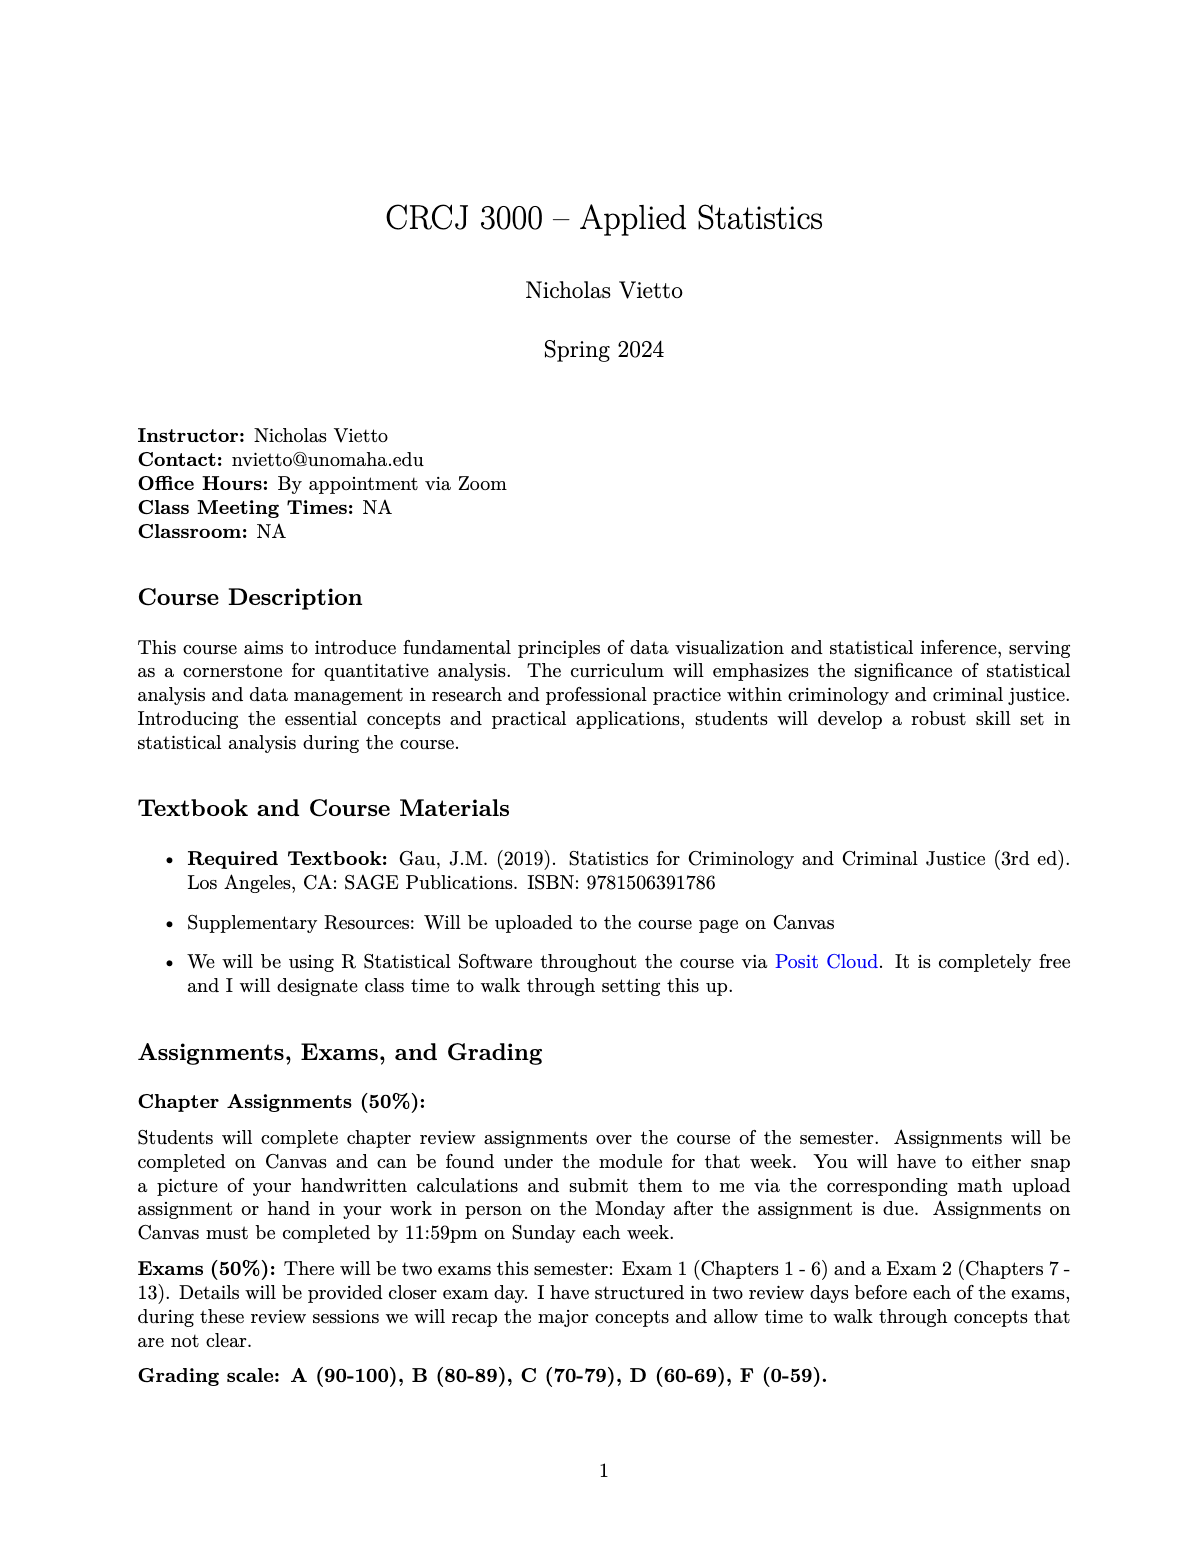 CRCJ 3000 – Applied Statistics
Nicholas Vietto
Spring 2024
Instructor: Nicholas Vietto
Contact: nvietto@unomaha.edu
Office Hours: By appointment via Zoom
Class Meeting Times: NA
Classroom: NA
Course Description
This course aims to introduce fundamental principles of data visualization and statistical inference, serving
as a cornerstone for quantitative analysis. The curriculum will emphasizes the significance of statistical
analysis and data management in research and professional practice within criminology and criminal justice.
Introducing the essential concepts and practical applications, students will develop a robust skill set in
statistical analysis during the course.
Textbook and Course Materials
• Required Textbook: Gau, J.M. (2019). Statistics for Criminology and Criminal Justice (3rd ed).
Los Angeles, CA: SAGE Publications. ISBN: 9781506391786
• Supplementary Resources: Will be uploaded to the course page on Canvas
• We will be using R Statistical Software throughout the course via Posit Cloud. It is completely free
and I will designate class time to walk through setting this up.
Assignments, Exams, and Grading
Chapter Assignments (50%):
Students will complete chapter review assignments over the course of the semester. Assignments will be
completed on Canvas and can be found under the module for that week. You will have to either snap
a picture of your handwritten calculations and submit them to me via the corresponding math upload
assignment or hand in your work in person on the Monday after the assignment is due. Assignments on
Canvas must be completed by 11:59pm on Sunday each week.
Exams (50%): There will be two exams this semester: Exam 1 (Chapters 1 - 6) and a Exam 2 (Chapters 7 -
13). Details will be provided closer exam day. I have structured in two review days before each of the exams,
during these review sessions we will recap the major concepts and allow time to walk through concepts that
are not clear.
Grading scale: A (90-100), B (80-89), C (70-79), D (60-69), F (0-59).
1